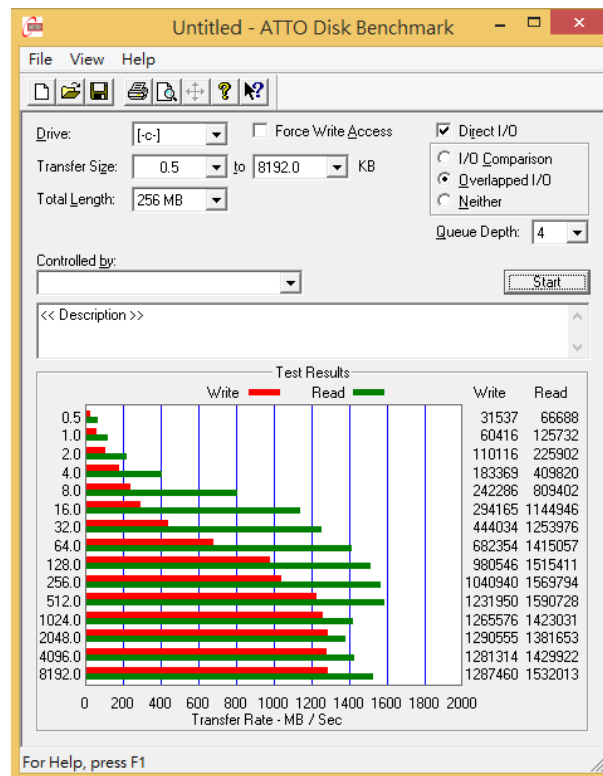 Untitled - ATTO Disk Benchmark
File View Help
Drive: [-c-] Force Write Access Direct I/O
Transfer Size: 0.5 to 8192.0 KB I/O Comparison
Overlapped I/O
Total Length: 256 MB Neither
Queue Depth: 4
Controlled by:
Start
<< Description >>
Test Results
Write Read Write Read
0.5 31537 66688
1.0 60416 125732
2.0 110116 225902
4.0 183369 409820
8.0 242286 809402
16.0 294165 1144946
32.0 444034 1253976
64.0 682354 1415057
128.0 980546 1515411
256.0 1040940 1569794
512.0 1231950 1590728
1024.0 1265576 1423031
2048.0 1290555 1381653
4096.0 1281314 1429922
8192.0 1287460 1532013
0 200 400 600 800 1000 1200 1400 1600 1800 2000
Transfer Rate - MB / Sec
For Help, press F1